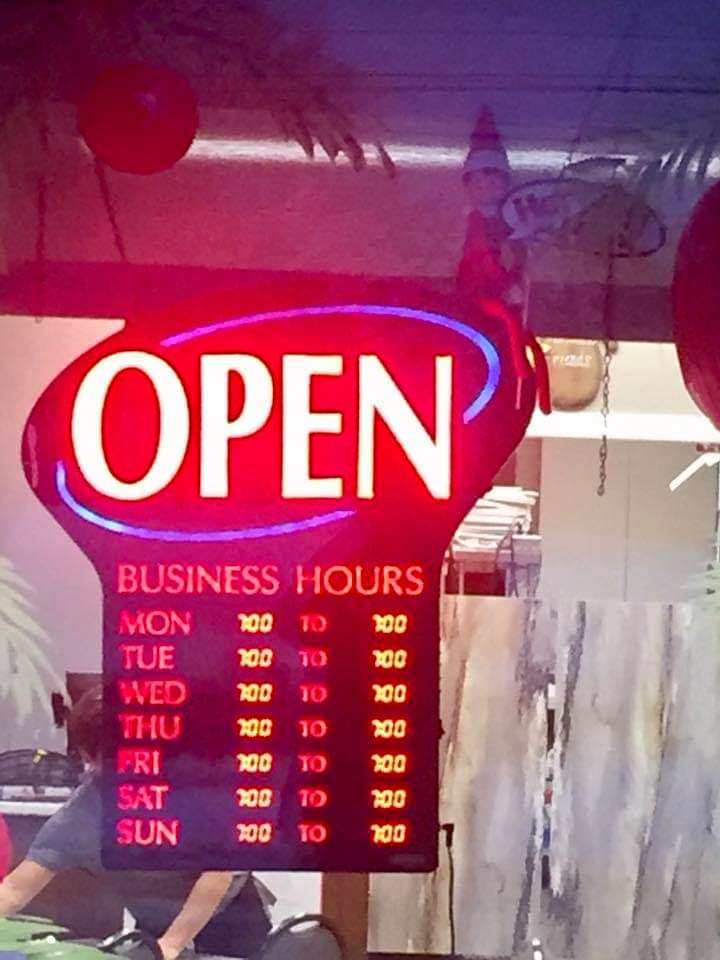 OPEN
BUSINESS HOURS
MON 700 TO 700
TUE 700 TO 700
WED 700 TO 700
THU 700 TO 700
FRI 700 TO 700
SAT 700 TO 700
SUN 700 TO 700